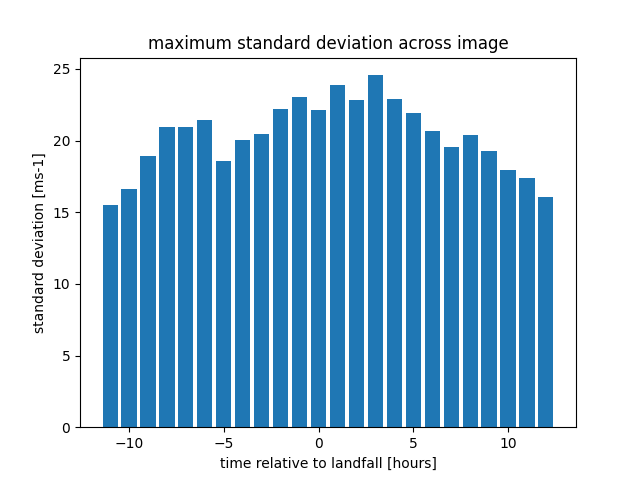 maximum standard deviation across image
standard deviation [ms-1]
25
20
15
10
5
0
−10 −5 0 5 10
time relative to landfall [hours]